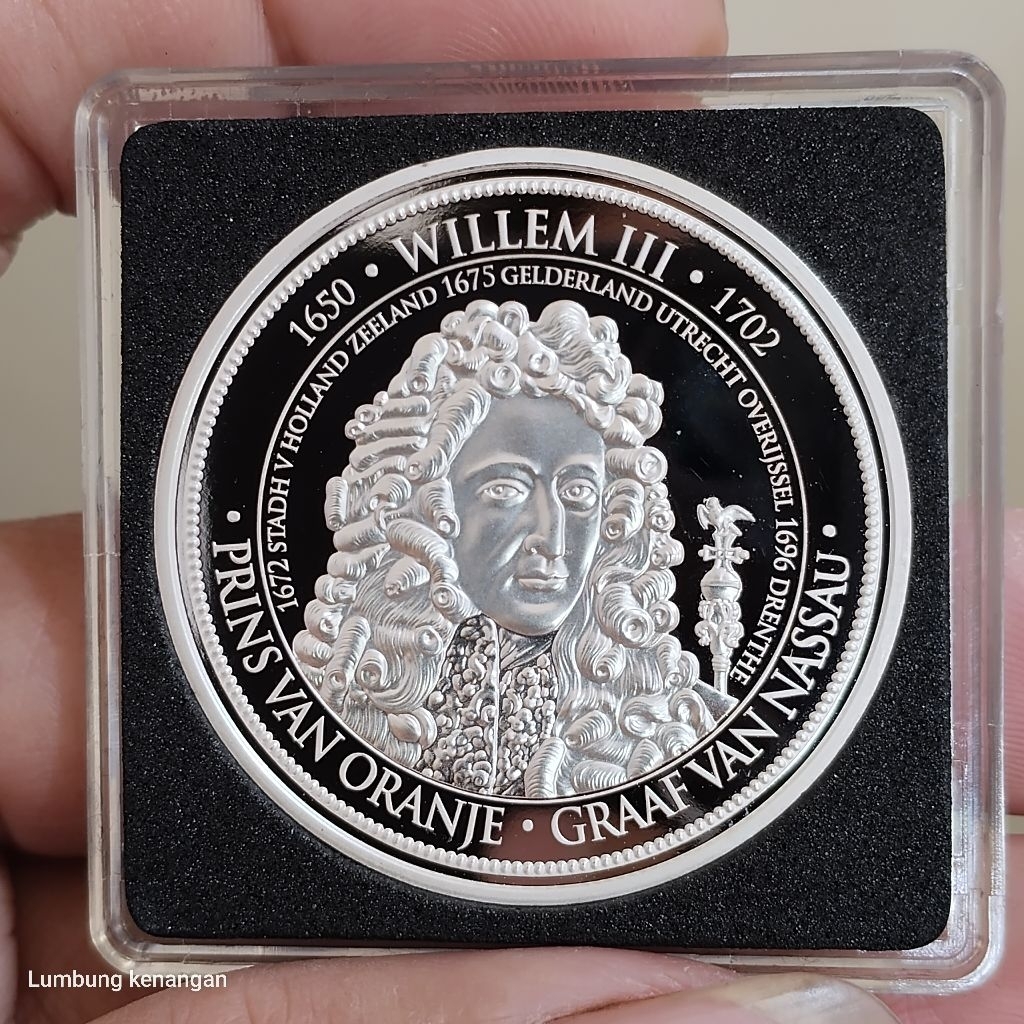 1650 • WILLEM III • 1702
1672 STADH V HOLLAND ZEELAND 1675 GELDERLAND UTRECHT OVERIJSSEL 1696 DRENTHE
• PRINS VAN ORANJE • GRAAF VAN NASSAU •
Lumbung kenangan